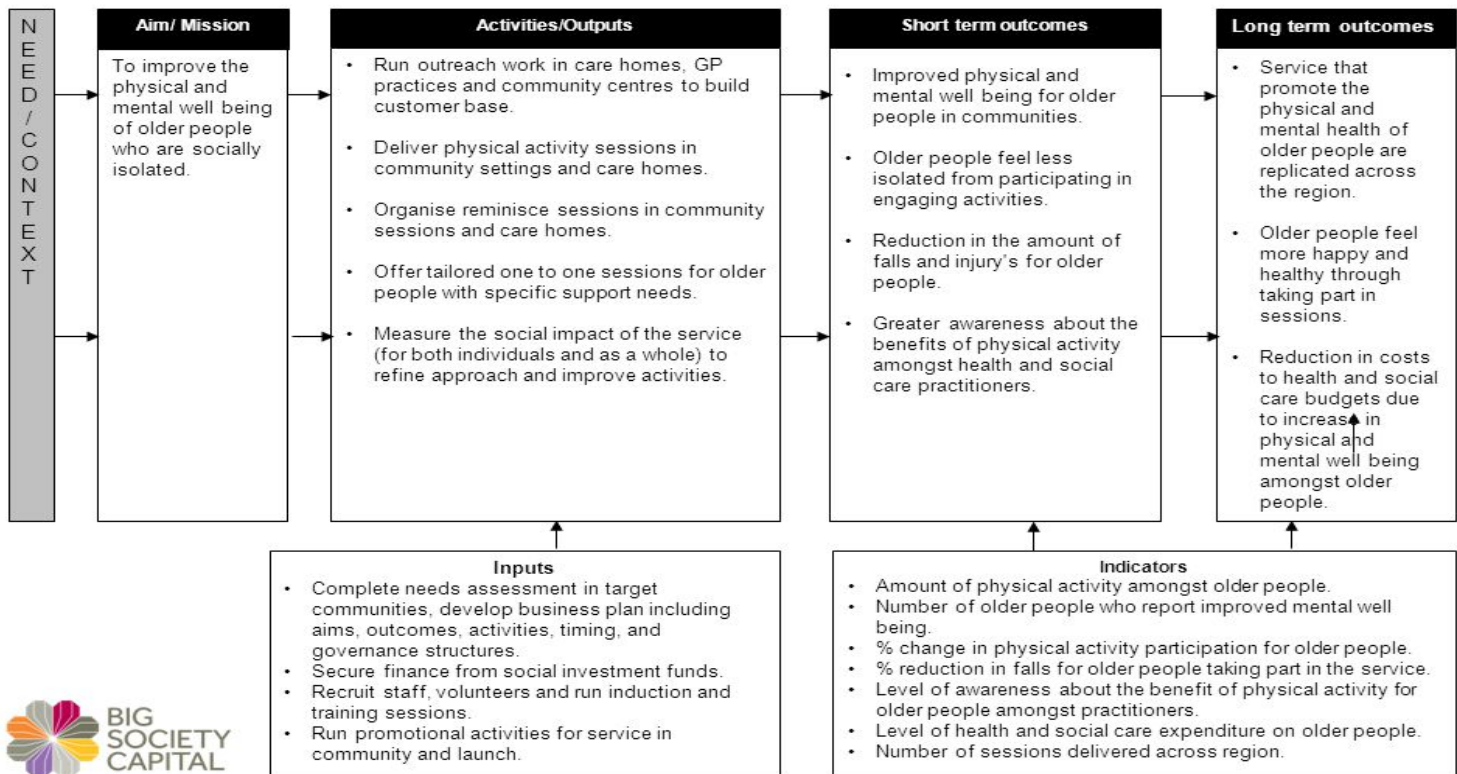 NEED/CONTEXT
Aim/ Mission
To improve the
physical and
mental well being
of older people
who are socially
isolated.
Activities/Outputs
• Run outreach work in care homes, GP
practices and community centres to build
customer base.
• Deliver physical activity sessions in
community settings and care homes.
• Organise reminisce sessions in community
sessions and care homes.
• Offer tailored one to one sessions for older
people with specific support needs.
• Measure the social impact of the service
(for both individuals and as a whole) to
refine approach and improve activities.
Short term outcomes
• Improved physical and
mental well being for older
people in communities.
• Older people feel less
isolated from participating in
engaging activities.
• Reduction in the amount of
falls and injury's for older
people.
• Greater awareness about the
benefits of physical activity
amongst health and social
care practitioners.
Long term outcomes
• Service that
promote the
physical and
mental health of
older people are
replicated across
the region.
• Older people feel
more happy and
healthy through
taking part in
sessions.
• Reduction in costs
to health and social
care budgets due
to increase in
physical and
mental well being
amongst older
people.
Inputs
• Complete needs assessment in target
communities, develop business plan including
aims, outcomes, activities, timing, and
governance structures.
• Secure finance from social investment funds.
• Recruit staff, volunteers and run induction and
training sessions.
• Run promotional activities for service in
community and launch.
Indicators
• Amount of physical activity amongst older people.
• Number of older people who report improved mental well
being.
• % change in physical activity participation for older people.
• % reduction in falls for older people taking part in the service.
• Level of awareness about the benefit of physical activity for
older people amongst practitioners.
• Level of health and social care expenditure on older people.
• Number of sessions delivered across region.
BIG
SOCIETY
CAPITAL